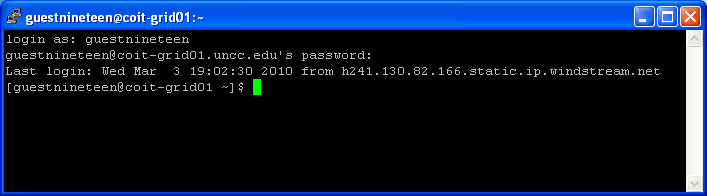 guestnineteen@coit-grid01:~
login as: guestnineteen
guestnineteen@coit-grid01.uncc.edu's password:
Last login: Wed Mar  3 19:02:30 2010 from h241.130.82.166.static.ip.windstream.net
[guestnineteen@coit-grid01 ~]$